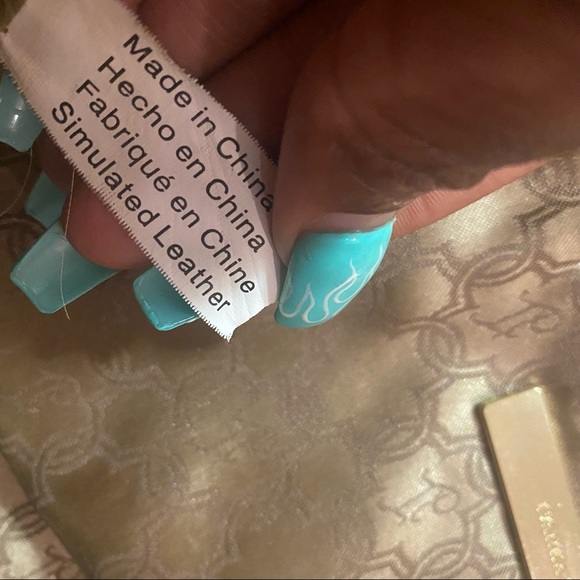 Made in China
Hecho en China
Fabriqué en Chine
Simulated Leather